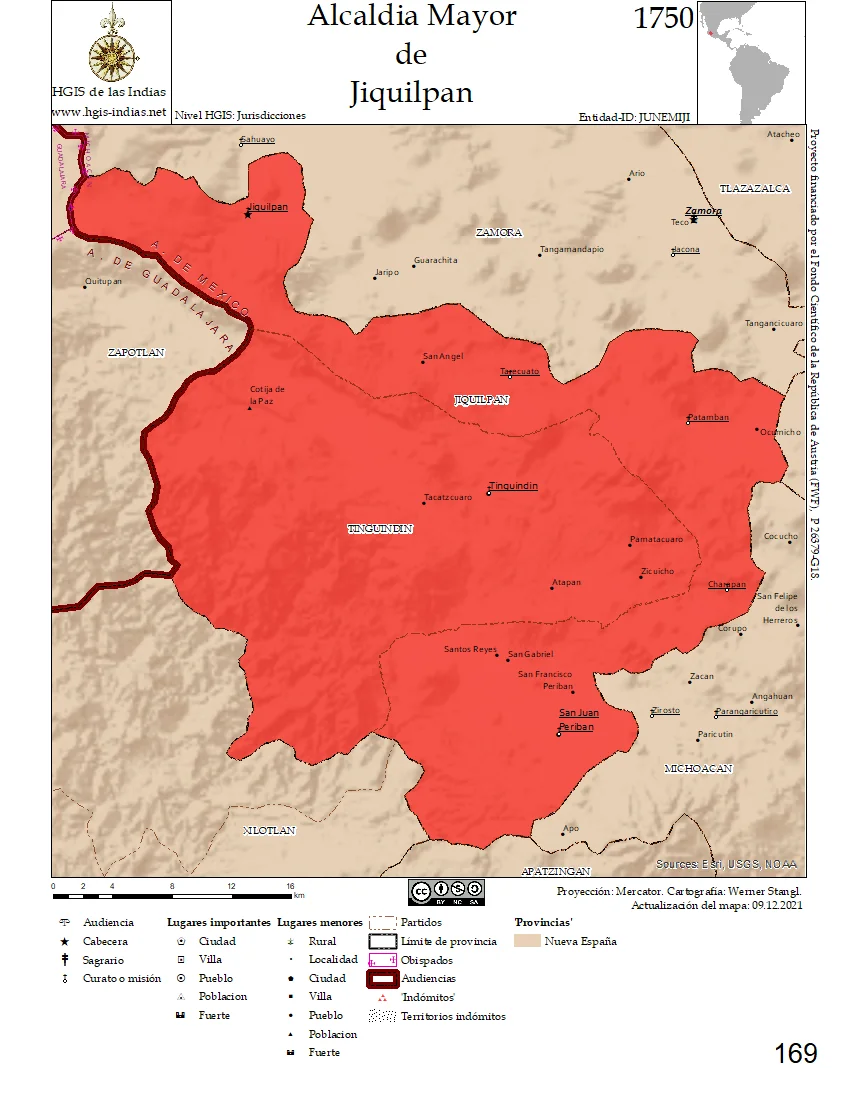 Alcaldia Mayor
de
Jiquilpan
1750
HGIS de las Indias
www.hgis-indias.net
Nivel HGIS: Jurisdicciones
Entidad-ID: JUNEMIJI
Sahuayo
Atacheo
MICHOACAN
GUADALAJARA
Ario
TLAZAZALCA
Jiquilpan
Zamora
Teco
ZAMORA
Jacona
Tangamandapio
Guarachita
Jaripo
A. DE MEXICO
A. DE GUADALAJARA
Quitupan
Tangancicuaro
ZAPOTLAN
San Angel
Tarecuato
Cotija de
la Paz
JIQUILPAN
Patamban
Ocumicho
Tinguindin
Tacatzcuaro
TINGUINDIN
Pamatacuaro
Cocucho
Zicuicho
Atapan
Charapan
San Felipe
de los
Herreros
Corupo
Santos Reyes
San Gabriel
San Francisco
Periban
Zacan
Angahuan
San Juan
Periban
Zirosto
Parangaricutiro
Paricutin
MICHOACAN
XILOTLAN
Apo
APATZINGAN
Sources: Esri, USGS, NOAA
Proyecto financiado por el Fondo Científico de la República de Austria (FWF), P 26379-G18.
0 2 4 8 12 16
km
cc BY NC SA
Proyección: Mercator. Cartografía: Werner Stangl.
Actualización del mapa: 09.12.2021
Audiencia
Cabecera
Sagrario
Curato o misión
Lugares importantes
Ciudad
Villa
Pueblo
Poblacion
Fuerte
Lugares menores
Rural
Localidad
Ciudad
Villa
Pueblo
Poblacion
Fuerte
Partidos
Límite de provincia
Obispados
Audiencias
'Indómitos'
Territorios indómitos
'Provincias'
Nueva España
169